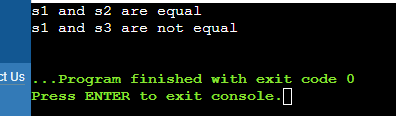 s1 and s2 are equal
s1 and s3 are not equal
ct Us
...Program finished with exit code 0
Press ENTER to exit console.